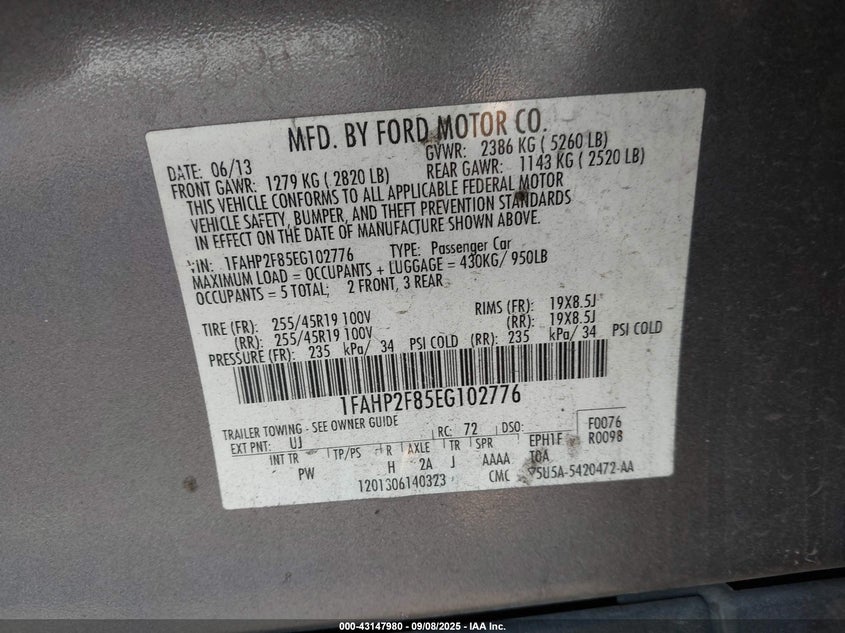 MFD. BY FORD MOTOR CO.
DATE: 06/13 GVWR: 2386 KG ( 5260 LB)
FRONT GAWR: 1279 KG ( 2820 LB) REAR GAWR: 1143 KG ( 2520 LB)
THIS VEHICLE CONFORMS TO ALL APPLICABLE FEDERAL MOTOR
VEHICLE SAFETY, BUMPER, AND THEFT PREVENTION STANDARDS
IN EFFECT ON THE DATE OF MANUFACTURE SHOWN ABOVE.
VIN: 1FAHP2F85EG102776 TYPE: Passenger Car
MAXIMUM LOAD = OCCUPANTS + LUGGAGE = 430KG/ 950LB
OCCUPANTS = 5 TOTAL; 2 FRONT, 3 REAR
TIRE (FR): 255/45R19 100V RIMS (FR): 19X8.5J
(RR): 255/45R19 100V (RR): 19X8.5J
PRESSURE (FR): 235 kPa/ 34 PSI COLD (RR): 235 kPa/ 34 PSI COLD
1FAHP2F85EG102776
TRAILER TOWING - SEE OWNER GUIDE
EXT PNT: UJ RC: 72 DSO: F0076
R0098
INT TR TP/PS R AXLE TR SPR EPH1F
PW H 2A J AAAA T0A
1201306140323 CMC 5U5A-5420472-AA
000-43147980 - 09/08/2025 - IAA Inc.